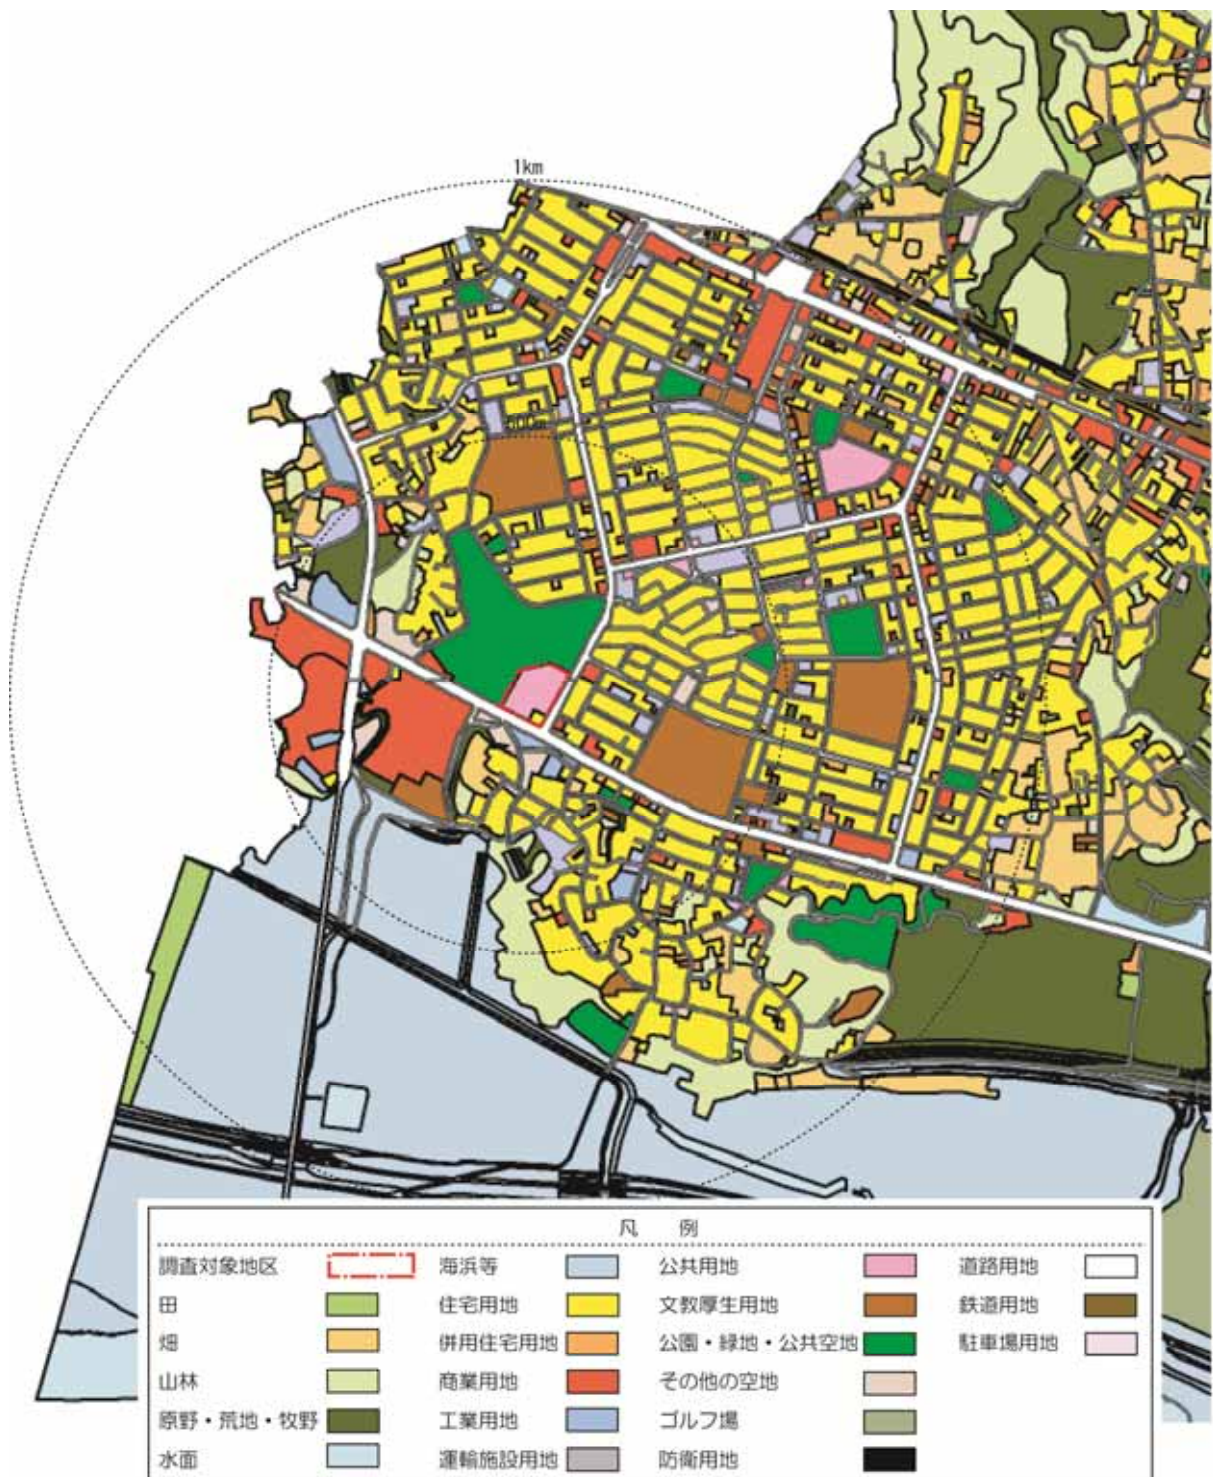 1km
500m
凡 例
調査対象地区 海浜等 公共用地 道路用地
田 住宅用地 文教厚生用地 鉄道用地
畑 併用住宅用地 公園・緑地・公共空地 駐車場用地
山林 商業用地 その他の空地
原野・荒地・牧野 工業用地 ゴルフ場
水面 運輸施設用地 防衛用地